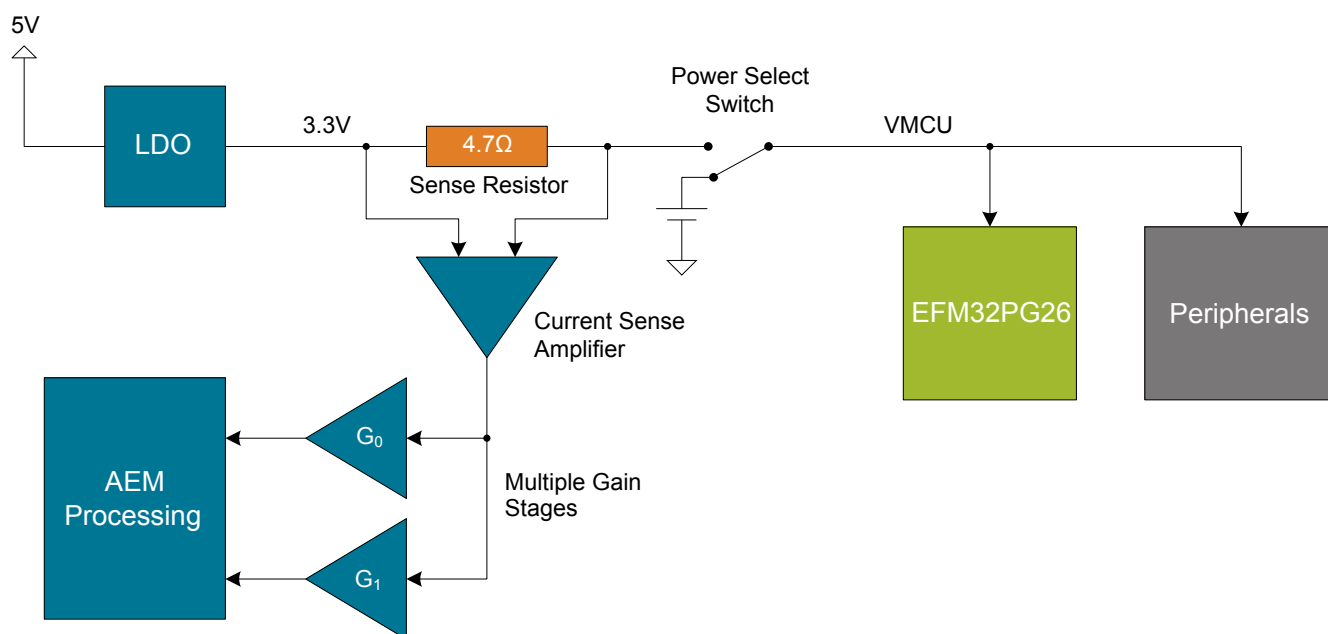 5V
Power Select
Switch
LDO
3.3V
4.7Ω
VMCU
Sense Resistor
EFM32PG26
Peripherals
Current Sense
Amplifier
G₀
AEM
Processing
Multiple Gain
Stages
G₁